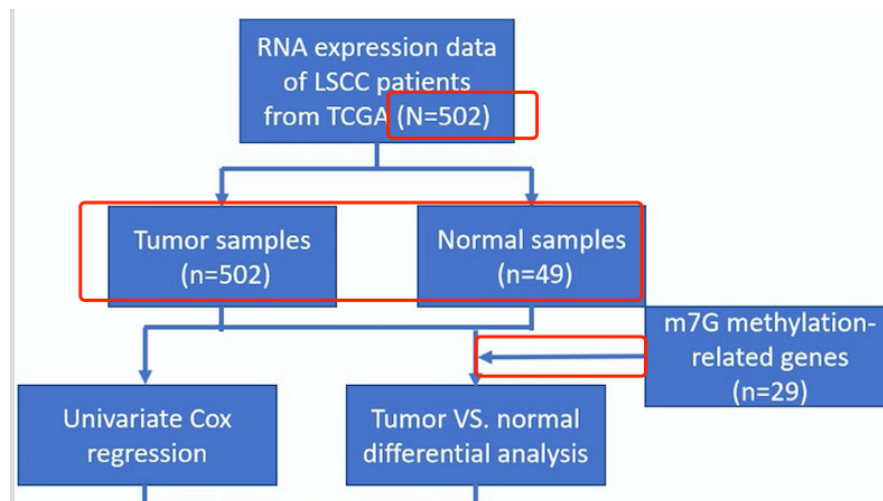 RNA expression data
of LSCC patients
from TCGA (N=502)
Tumor samples
(n=502)
Normal samples
(n=49)
m7G methylation-
related genes
(n=29)
Univariate Cox
regression
Tumor VS. normal
differential analysis